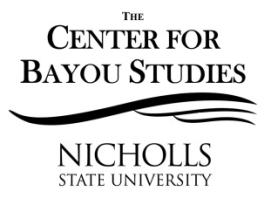 THE
CENTER FOR
BAYOU STUDIES
NICHOLLS
STATE UNIVERSITY